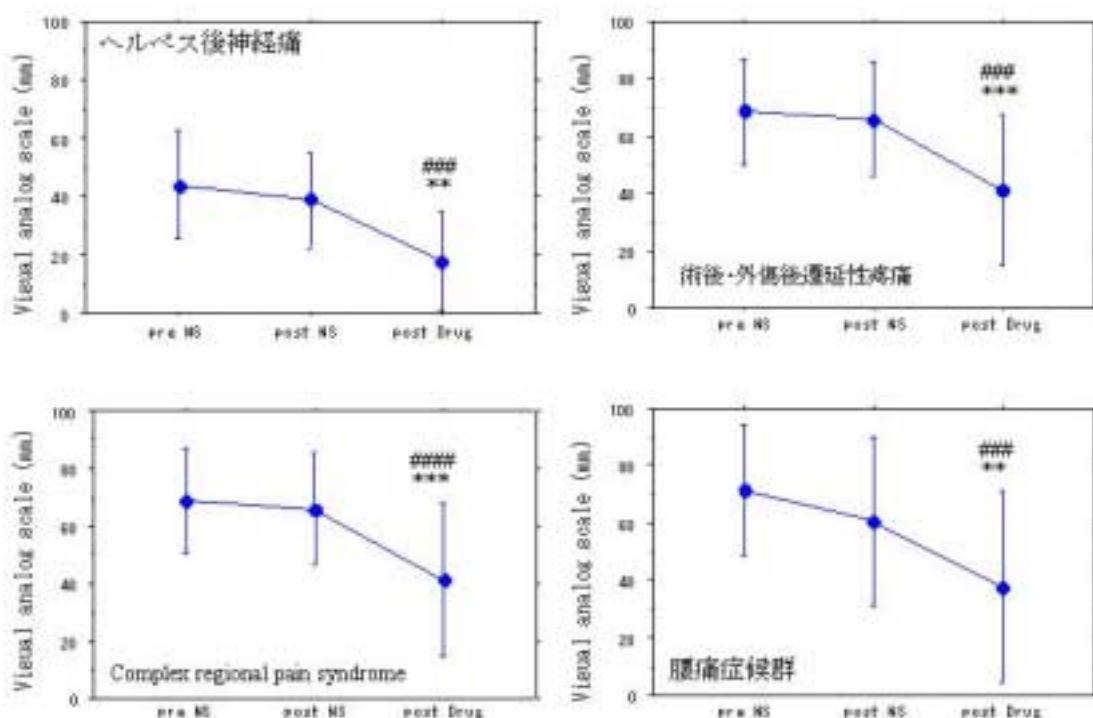 ヘルペス後神経痛
Visual analog scale (mm)
100
80
60
40
20
0
###
**
pre NS
post NS
post Drug
Visual analog scale (mm)
100
80
60
40
20
0
###
***
術後・外傷後遷延性疼痛
pre NS
post NS
post Drug
Visual analog scale (mm)
100
80
60
40
20
0
####
***
Complex regional pain syndrome
pre NS
post NS
post Drug
Visual analog scale (mm)
100
80
60
40
20
0
###
**
腰痛症候群
pre NS
post NS
post Drug